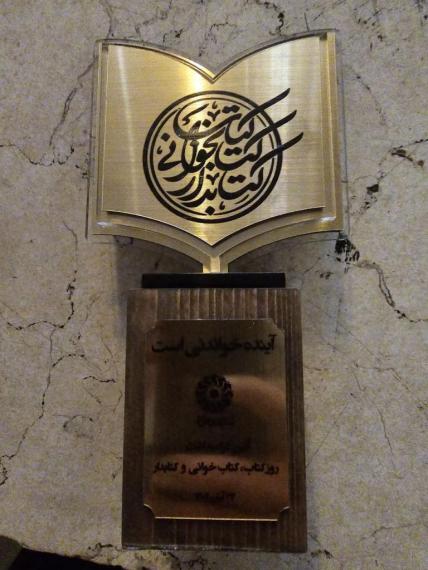 کتاب
کتابخوانی
کتابدار
آینده خواندنی است
روز کتاب، کتاب خوانی و کتابدار